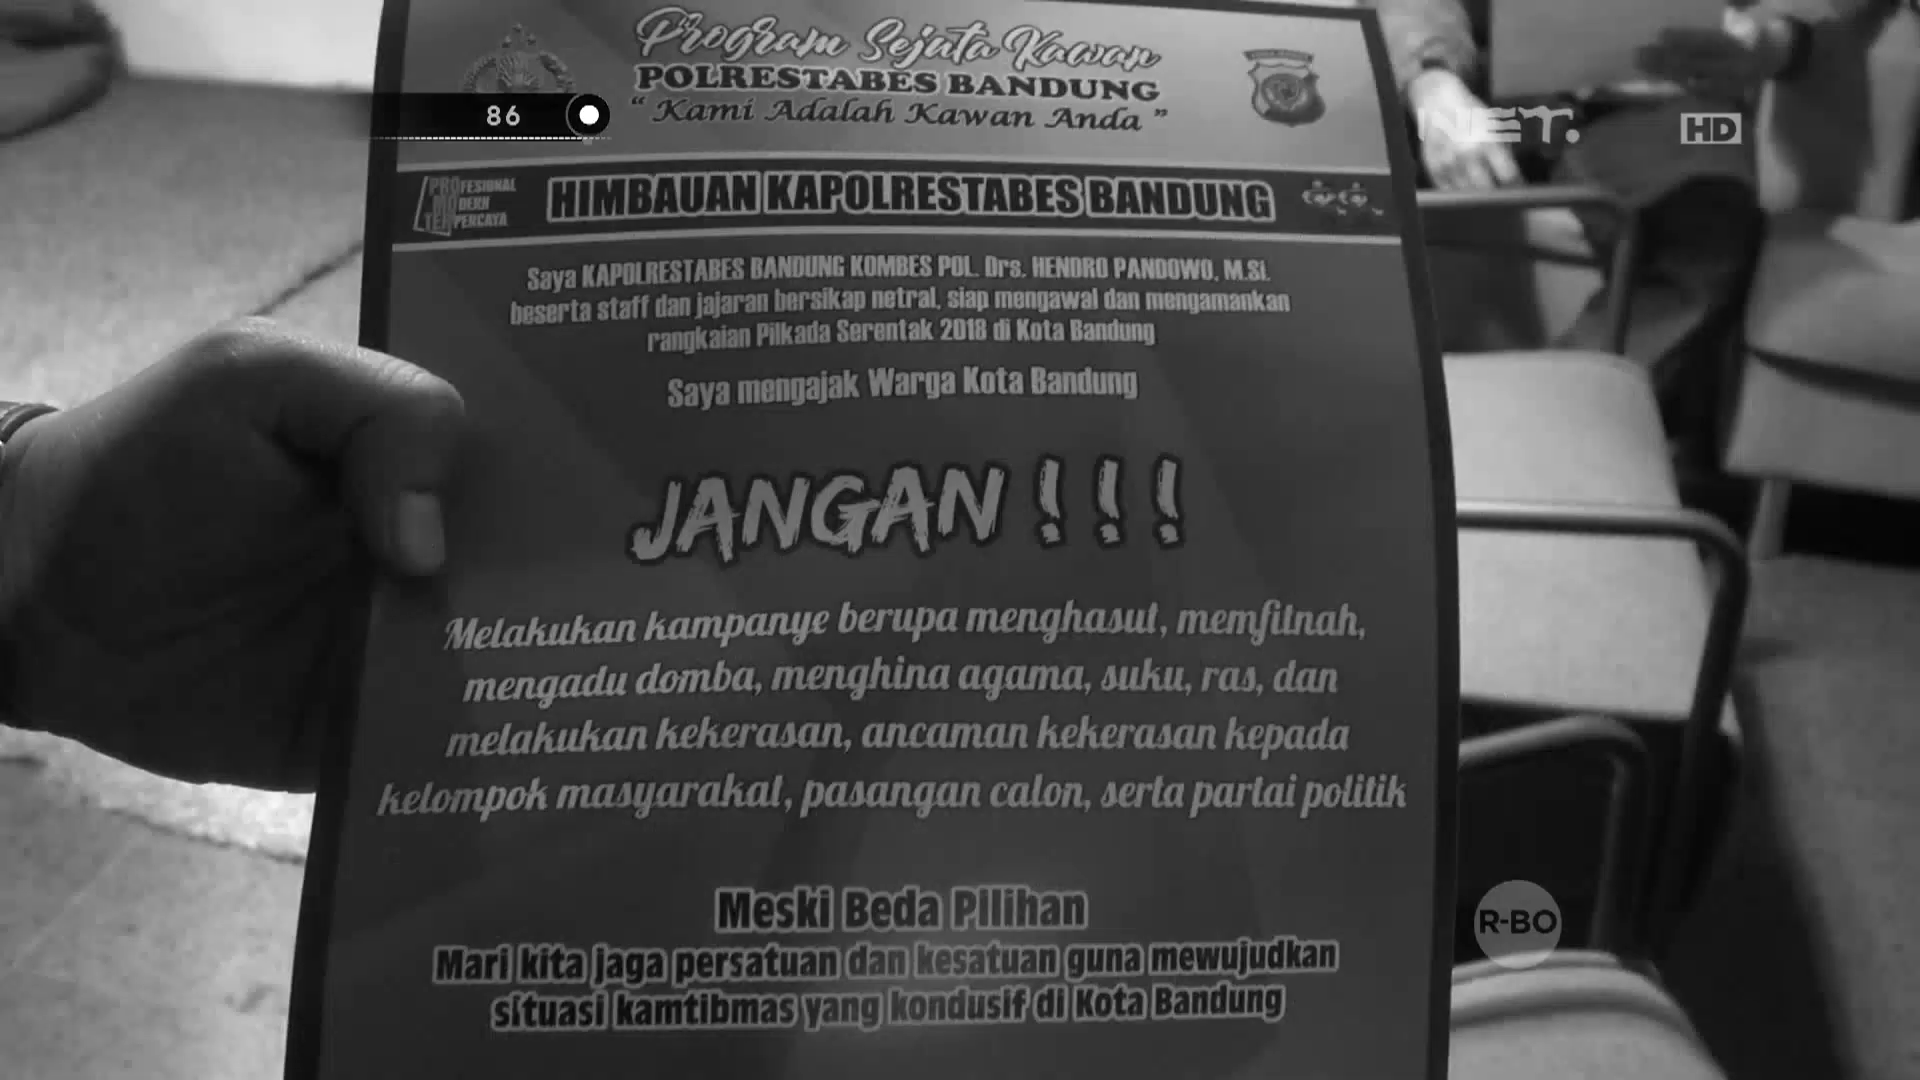 Program Sejuta Kawan
POLRESTABES BANDUNG
"Kami Adalah Kawan Anda"
86
NET.
HD
PROFESIONAL
MODERN
TERPERCAYA
HIMBAUAN KAPOLRESTABES BANDUNG
Saya KAPOLRESTABES BANDUNG KOMBES POL. Drs. HENDRO PANDOWO, M.Si.
beserta staff dan jajaran bersikap netral, siap mengawal dan mengamankan
rangkaian Pilkada Serentak 2018 di Kota Bandung
Saya mengajak Warga Kota Bandung
JANGAN ! ! !
Melakukan kampanye berupa menghasut, memfitnah,
mengadu domba, menghina agama, suku, ras, dan
melakukan kekerasan, ancaman kekerasan kepada
kelompok masyarakat, pasangan calon, serta partai politik
Meski Beda Pilihan
Mari kita jaga persatuan dan kesatuan guna mewujudkan
situasi kamtibmas yang kondusif di Kota Bandung
R-BO